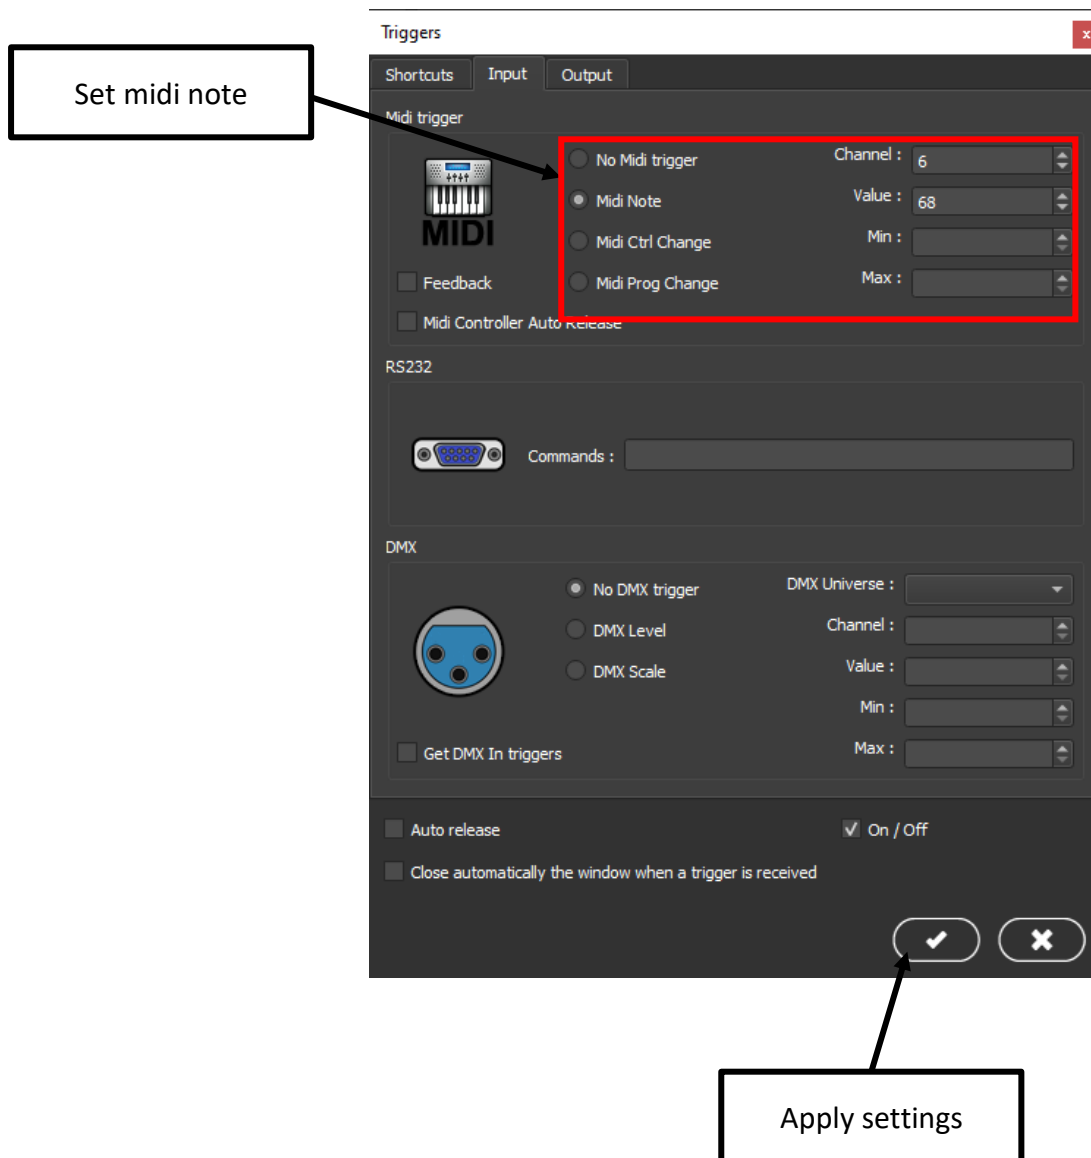 Triggers
x
Shortcuts Input Output
Set midi note
Midi trigger
No Midi trigger Channel : 6
Midi Note Value : 68
MIDI
Midi Ctrl Change Min :
Feedback Midi Prog Change Max :
Midi Controller Auto Release
RS232
Commands :
DMX
No DMX trigger DMX Universe :
DMX Level Channel :
DMX Scale Value :
Min :
Get DMX In triggers Max :
Auto release On / Off
Close automatically the window when a trigger is received
Apply settings